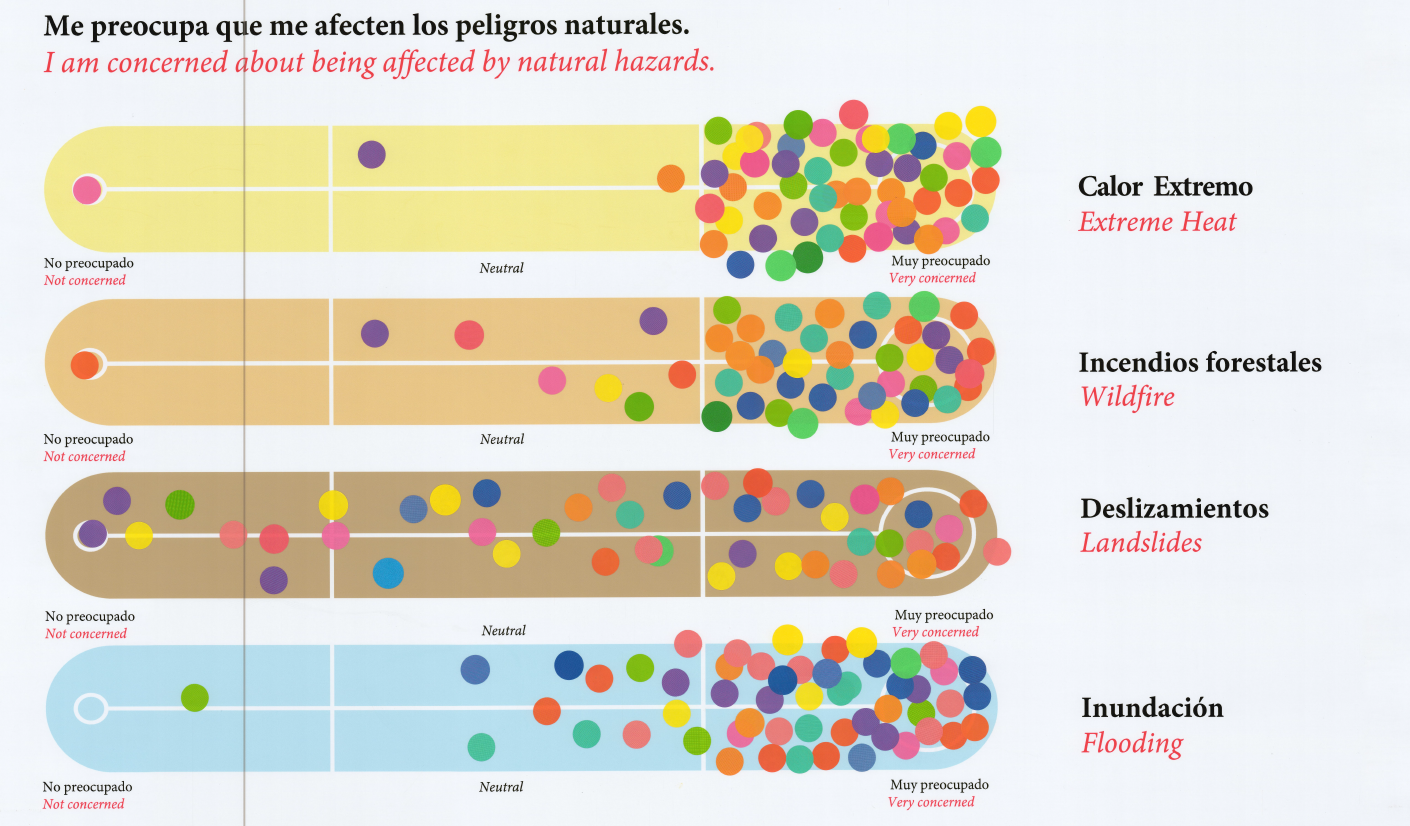 Me preocupa que me afecten los peligros naturales.
I am concerned about being affected by natural hazards.
Calor Extremo
Extreme Heat
No preocupado
Not concerned
Neutral
Muy preocupado
Very concerned
Incendios forestales
Wildfire
No preocupado
Not concerned
Neutral
Muy preocupado
Very concerned
Deslizamientos
Landslides
No preocupado
Not concerned
Neutral
Muy preocupado
Very concerned
Inundación
Flooding
No preocupado
Not concerned
Neutral
Muy preocupado
Very concerned